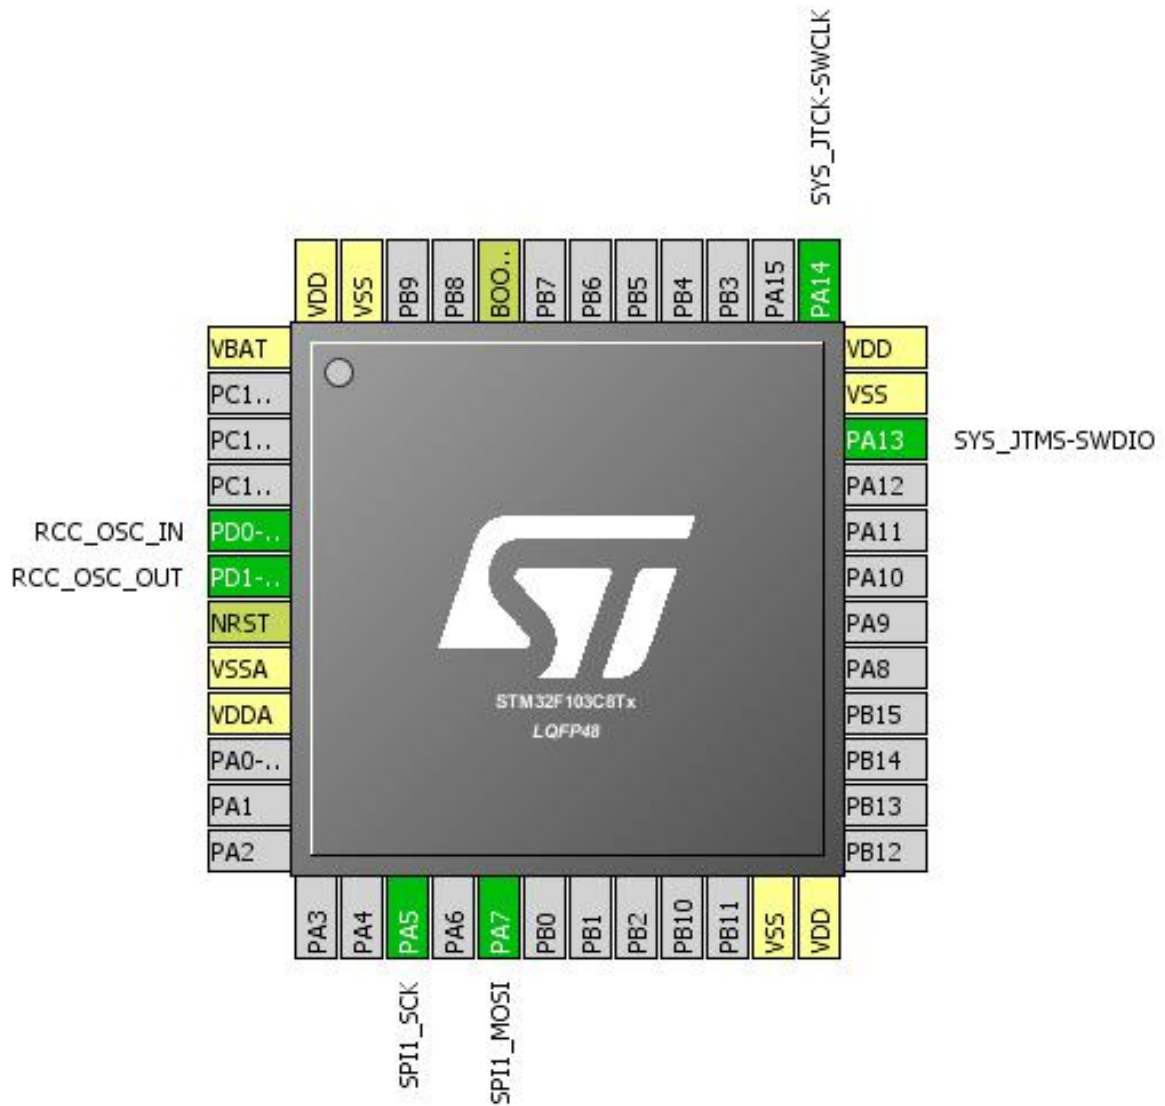 SYS_JTCK-SWCLK
VDD
VSS
PB9
PB8
BOO..
PB7
PB6
PB5
PB4
PB3
PA15
PA14
VBAT
PC1..
PC1..
PC1..
RCC_OSC_IN PD0-..
RCC_OSC_OUT PD1-..
NRST
VSSA
VDDA
PA0-..
PA1
PA2
ST
STM32F103C8Tx
LQFP48
VDD
VSS
PA13 SYS_JTMS-SWDIO
PA12
PA11
PA10
PA9
PA8
PB15
PB14
PB13
PB12
PA3
PA4
PA5
PA6
PA7
PB0
PB1
PB2
PB10
PB11
VSS
VDD
SPI1_SCK
SPI1_MOSI